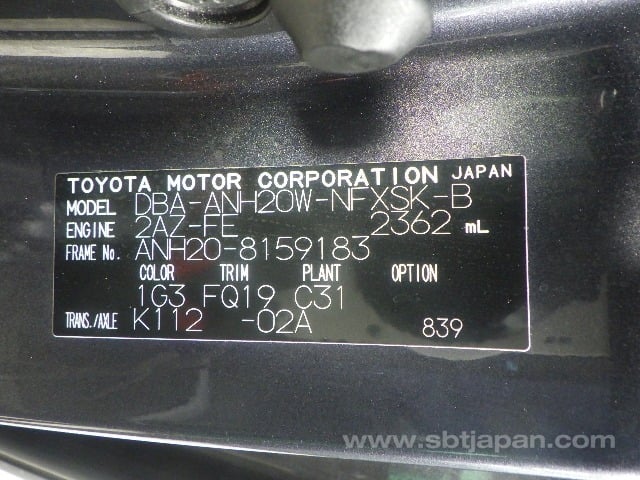 TOYOTA MOTOR CORPORATION JAPAN
MODEL DBA-ANH20W-NFXSK-B
ENGINE 2AZ-FE 2362 mL
FRAME No. ANH20-8159183
COLOR TRIM PLANT OPTION
1G3 FQ19 C31
TRANS./AXLE K112 -02A 839
www.sbtjapan.com